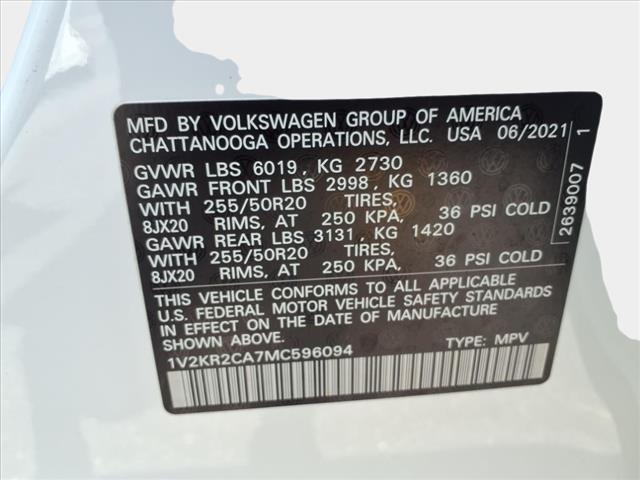 MFD BY VOLKSWAGEN GROUP OF AMERICA
CHATTANOOGA OPERATIONS, LLC. USA 06/2021
GVWR LBS 6019, KG 2730
GAWR FRONT LBS 2998, KG 1360
WITH 255/50R20 TIRES,
8JX20 RIMS, AT 250 KPA, 36 PSI COLD
GAWR REAR LBS 3131, KG 1420
WITH 255/50R20 TIRES,
8JX20 RIMS, AT 250 KPA, 36 PSI COLD
THIS VEHICLE CONFORMS TO ALL APPLICABLE
U.S. FEDERAL MOTOR VEHICLE SAFETY STANDARDS
IN EFFECT ON THE DATE OF MANUFACTURE
SHOWN ABOVE.
1V2KR2CA7MC596094 TYPE: MPV
2639007 1